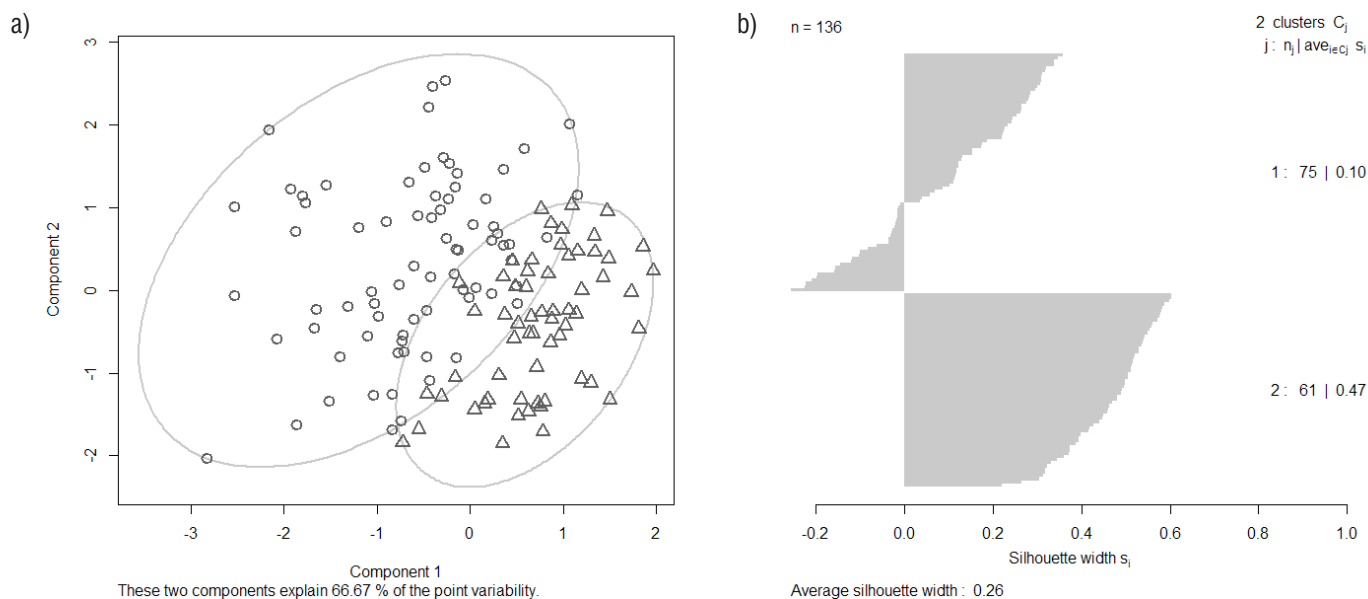 a)
3
2
1
0
-1
-2
Component 2
-3
-2
-1
0
1
2
Component 1
These two components explain 66.67 % of the point variability.
b)
n = 136
2 clusters Cj
j : nj | avei∈Cj si
1 : 75 | 0.10
2 : 61 | 0.47
-0.2
0.0
0.2
0.4
0.6
0.8
1.0
Silhouette width si
Average silhouette width : 0.26